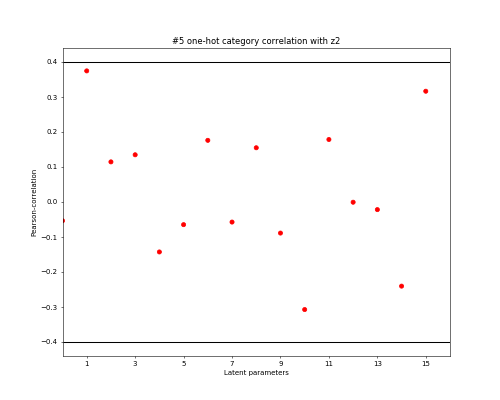 #5 one-hot category correlation with z2
0.4
0.3
0.2
0.1
0.0
−0.1
−0.2
−0.3
−0.4
Pearson-correlation
1 3 5 7 9 11 13 15
Latent parameters